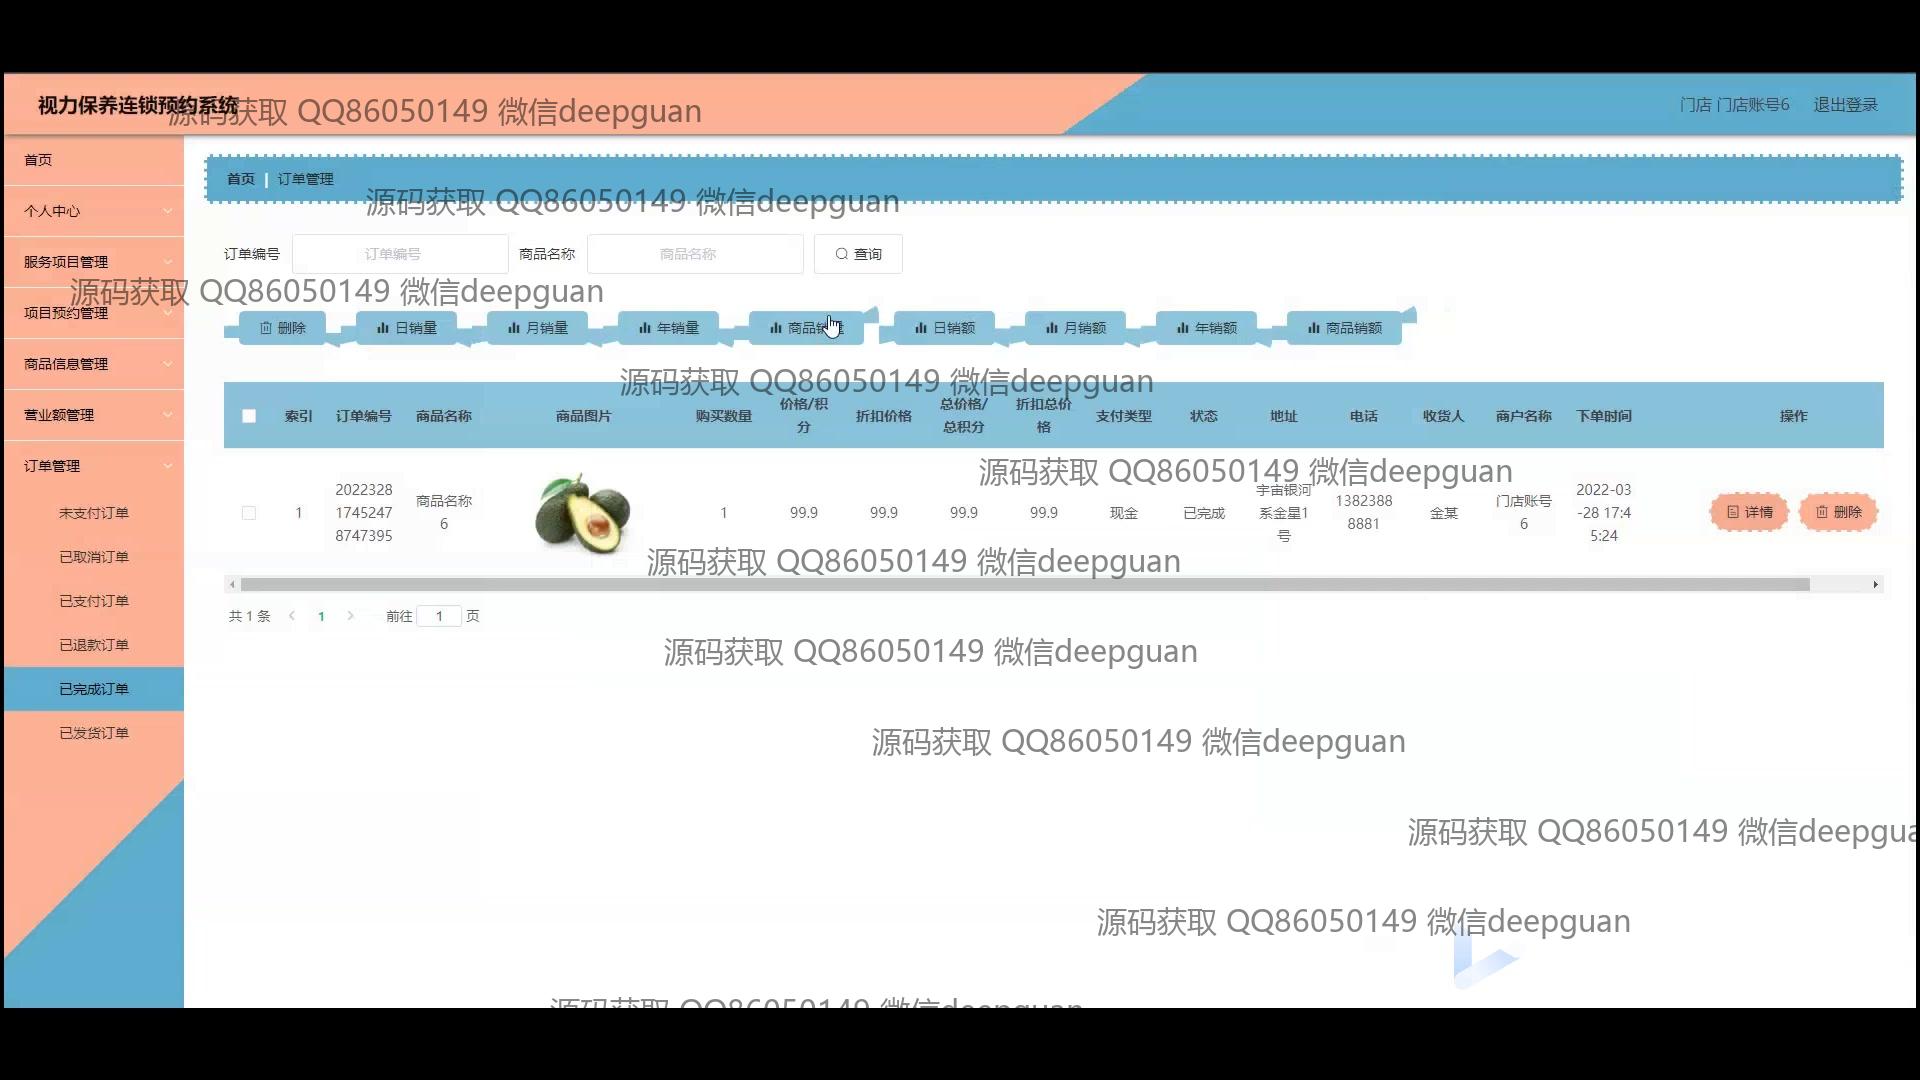 视力保养连锁预约系统
源码获取 QQ86050149 微信deepguan
门店 门店账号6 退出登录
首页
个人中心
服务项目管理
项目预约管理
商品信息管理
营业额管理
订单管理
未支付订单
已取消订单
已支付订单
已退款订单
已完成订单
已发货订单
首页 | 订单管理
源码获取 QQ86050149 微信deepguan
订单编号 订单编号 商品名称 商品名称 查询
源码获取 QQ86050149 微信deepguan
删除 日销量 月销量 年销量 商品销量 日销额 月销额 年销额 商品销额
源码获取 QQ86050149 微信deepguan
索引 订单编号 商品名称 商品图片 购买数量 价格/积分 折扣价格 总价格/总积分 折扣总价格 支付类型 状态 地址 电话 收货人 商户名称 下单时间 操作
源码获取 QQ86050149 微信deepguan
1 202232817452478747395 商品名称6 1 99.9 99.9 99.9 99.9 现金 已完成 宇宙银河系金星1号 13823888881 金某 门店账号6 2022-03-28 17:45:24 详情 删除
源码获取 QQ86050149 微信deepguan
共 1 条 1 前往 1 页
源码获取 QQ86050149 微信deepguan
源码获取 QQ86050149 微信deepguan
源码获取 QQ86050149 微信deepgua
源码获取 QQ86050149 微信deepguan
源码获取 QQ86050149 微信deepguan